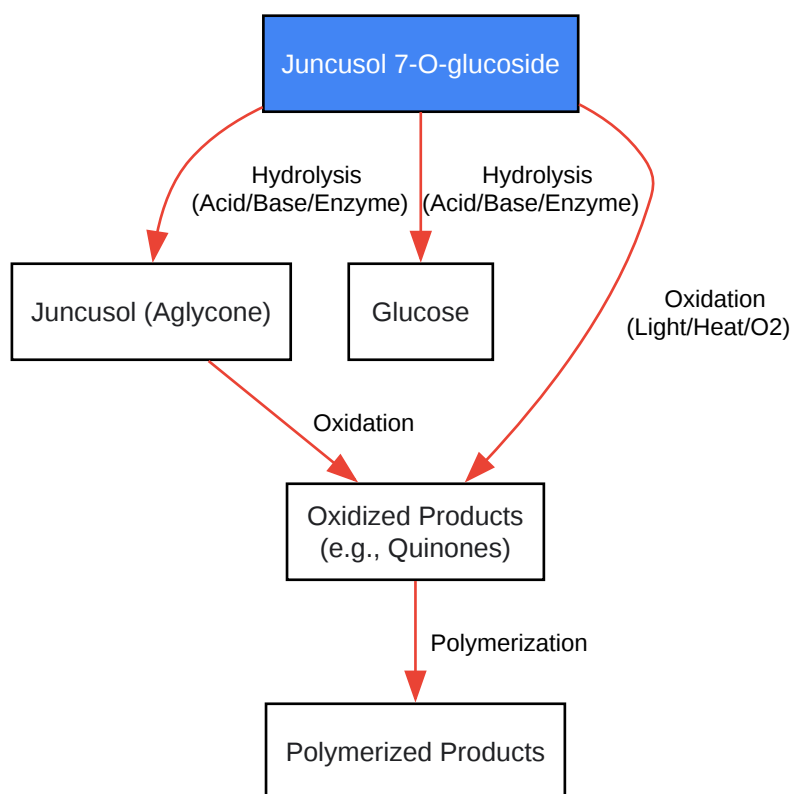 Juncusol 7-O-glucoside
Hydrolysis
(Acid/Base/Enzyme)
Hydrolysis
(Acid/Base/Enzyme)
Juncusol (Aglycone)
Glucose
Oxidation
(Light/Heat/O2)
Oxidation
Oxidized Products
(e.g., Quinones)
Polymerization
Polymerized Products